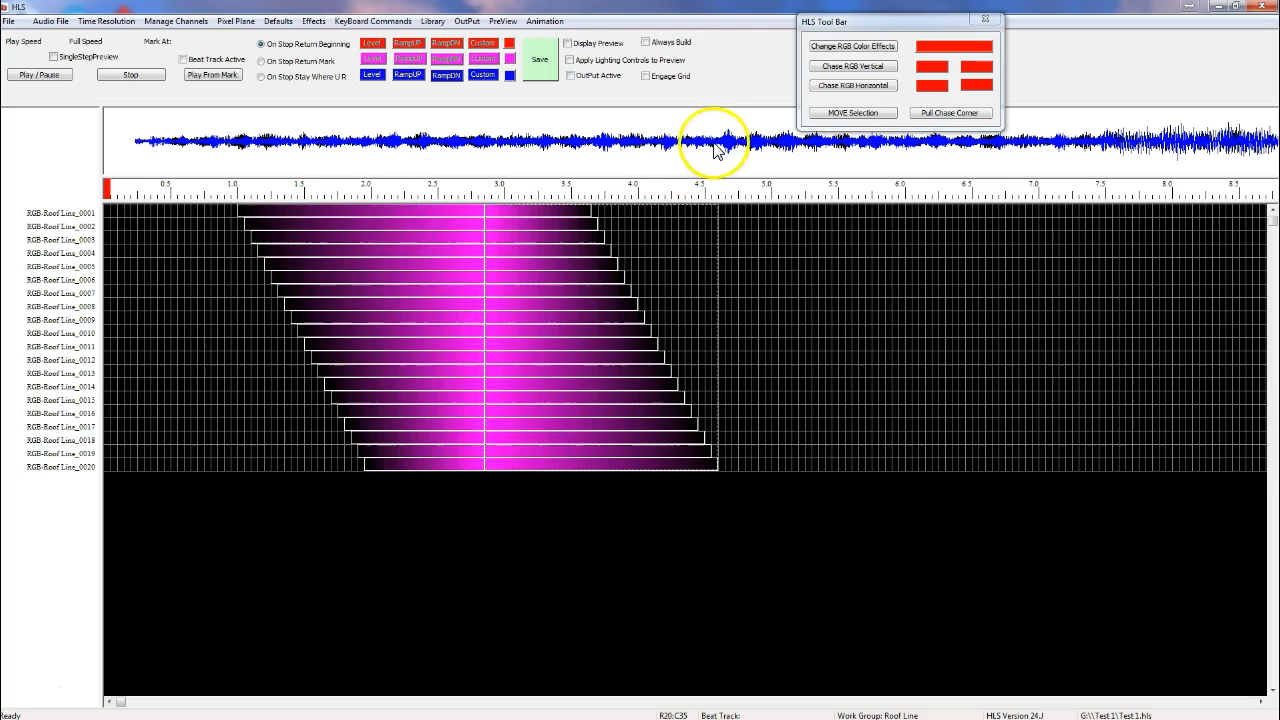 HLS
File Audio File Time Resolution Manage Channels Pixel Plane Defaults Effects KeyBoard Commands Library OutPut PreView Animation
Play Speed Full Speed Mark At:
SingleStepPreview
Beat Track Active
Play / Pause Stop Play From Mark
On Stop Return Beginning
On Stop Return Mark
On Stop Stay Where U R
Level RampUP RampDN Custom
Level RampUP RampDN Custom
Level RampUP RampDN Custom
Save
Display Preview Always Build
Apply Lighting Controls to Preview
OutPut Active Engage Grid
HLS Tool Bar
Change RGB Color Effects
Chase RGB Vertical
Chase RGB Horizontal
MOVE Selection Pull Chase Corner
0.5 1.0 1.5 2.0 2.5 3.0 3.5 4.0 4.5 5.0 5.5 6.0 6.5 7.0 7.5 8.0 8.5
RGB-Roof Line_0001
RGB-Roof Line_0002
RGB-Roof Line_0003
RGB-Roof Line_0004
RGB-Roof Line_0005
RGB-Roof Line_0006
RGB-Roof Line_0007
RGB-Roof Line_0008
RGB-Roof Line_0009
RGB-Roof Line_0010
RGB-Roof Line_0011
RGB-Roof Line_0012
RGB-Roof Line_0013
RGB-Roof Line_0014
RGB-Roof Line_0015
RGB-Roof Line_0016
RGB-Roof Line_0017
RGB-Roof Line_0018
RGB-Roof Line_0019
RGB-Roof Line_0020
Ready R20:C35 Beat Track: Work Group: Roof Line HLS Version 24.J G:\\Test 1\Test 1.hls